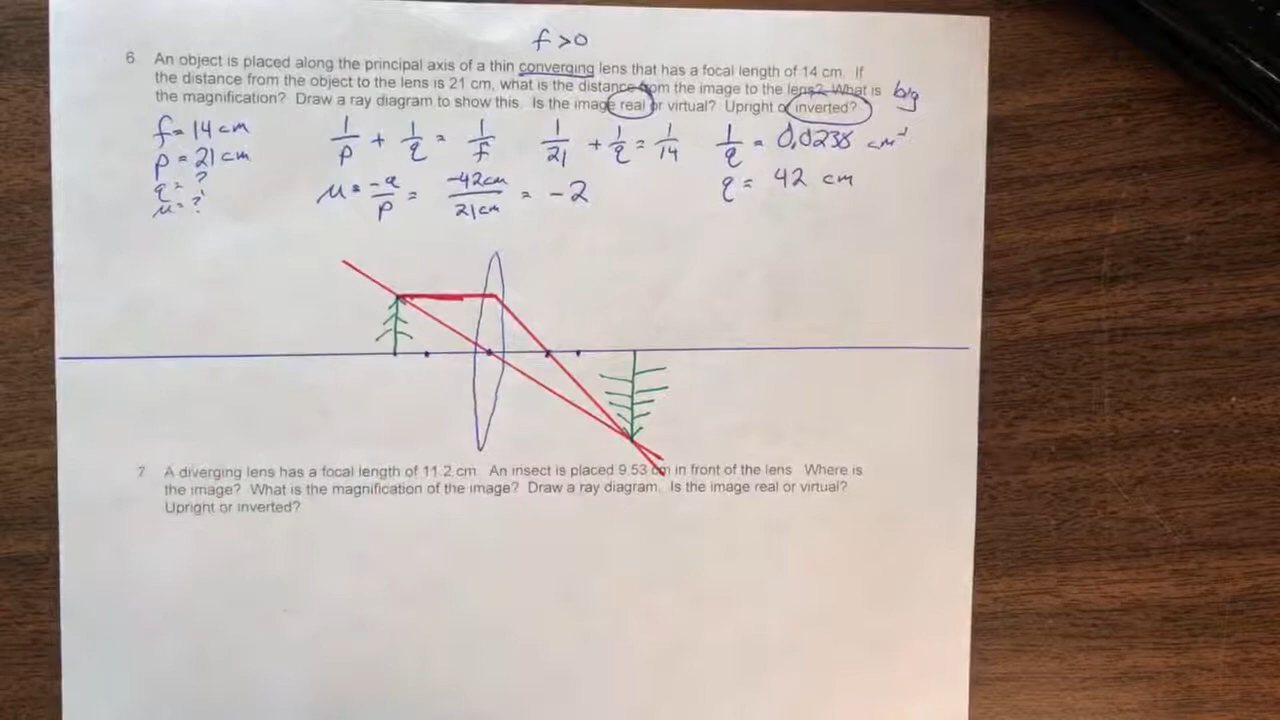 f >0
6 An object is placed along the principal axis of a thin converging lens that has a focal length of 14 cm. If
the distance from the object to the lens is 21 cm, what is the distance from the image to the lens? What is
the magnification? Draw a ray diagram to show this. Is the image real or virtual? Upright or inverted?
big
f = 14 cm
p = 21 cm
q = ?
M = ?
1/p + 1/q = 1/f
1/21 + 1/q = 1/14
1/q = 0,0238 cm⁻¹
q = 42 cm
M = -q/p = -42cm/21cm = -2
7 A diverging lens has a focal length of 11.2 cm. An insect is placed 9.53 cm in front of the lens Where is
the image? What is the magnification of the image? Draw a ray diagram. Is the image real or virtual?
Upright or inverted?